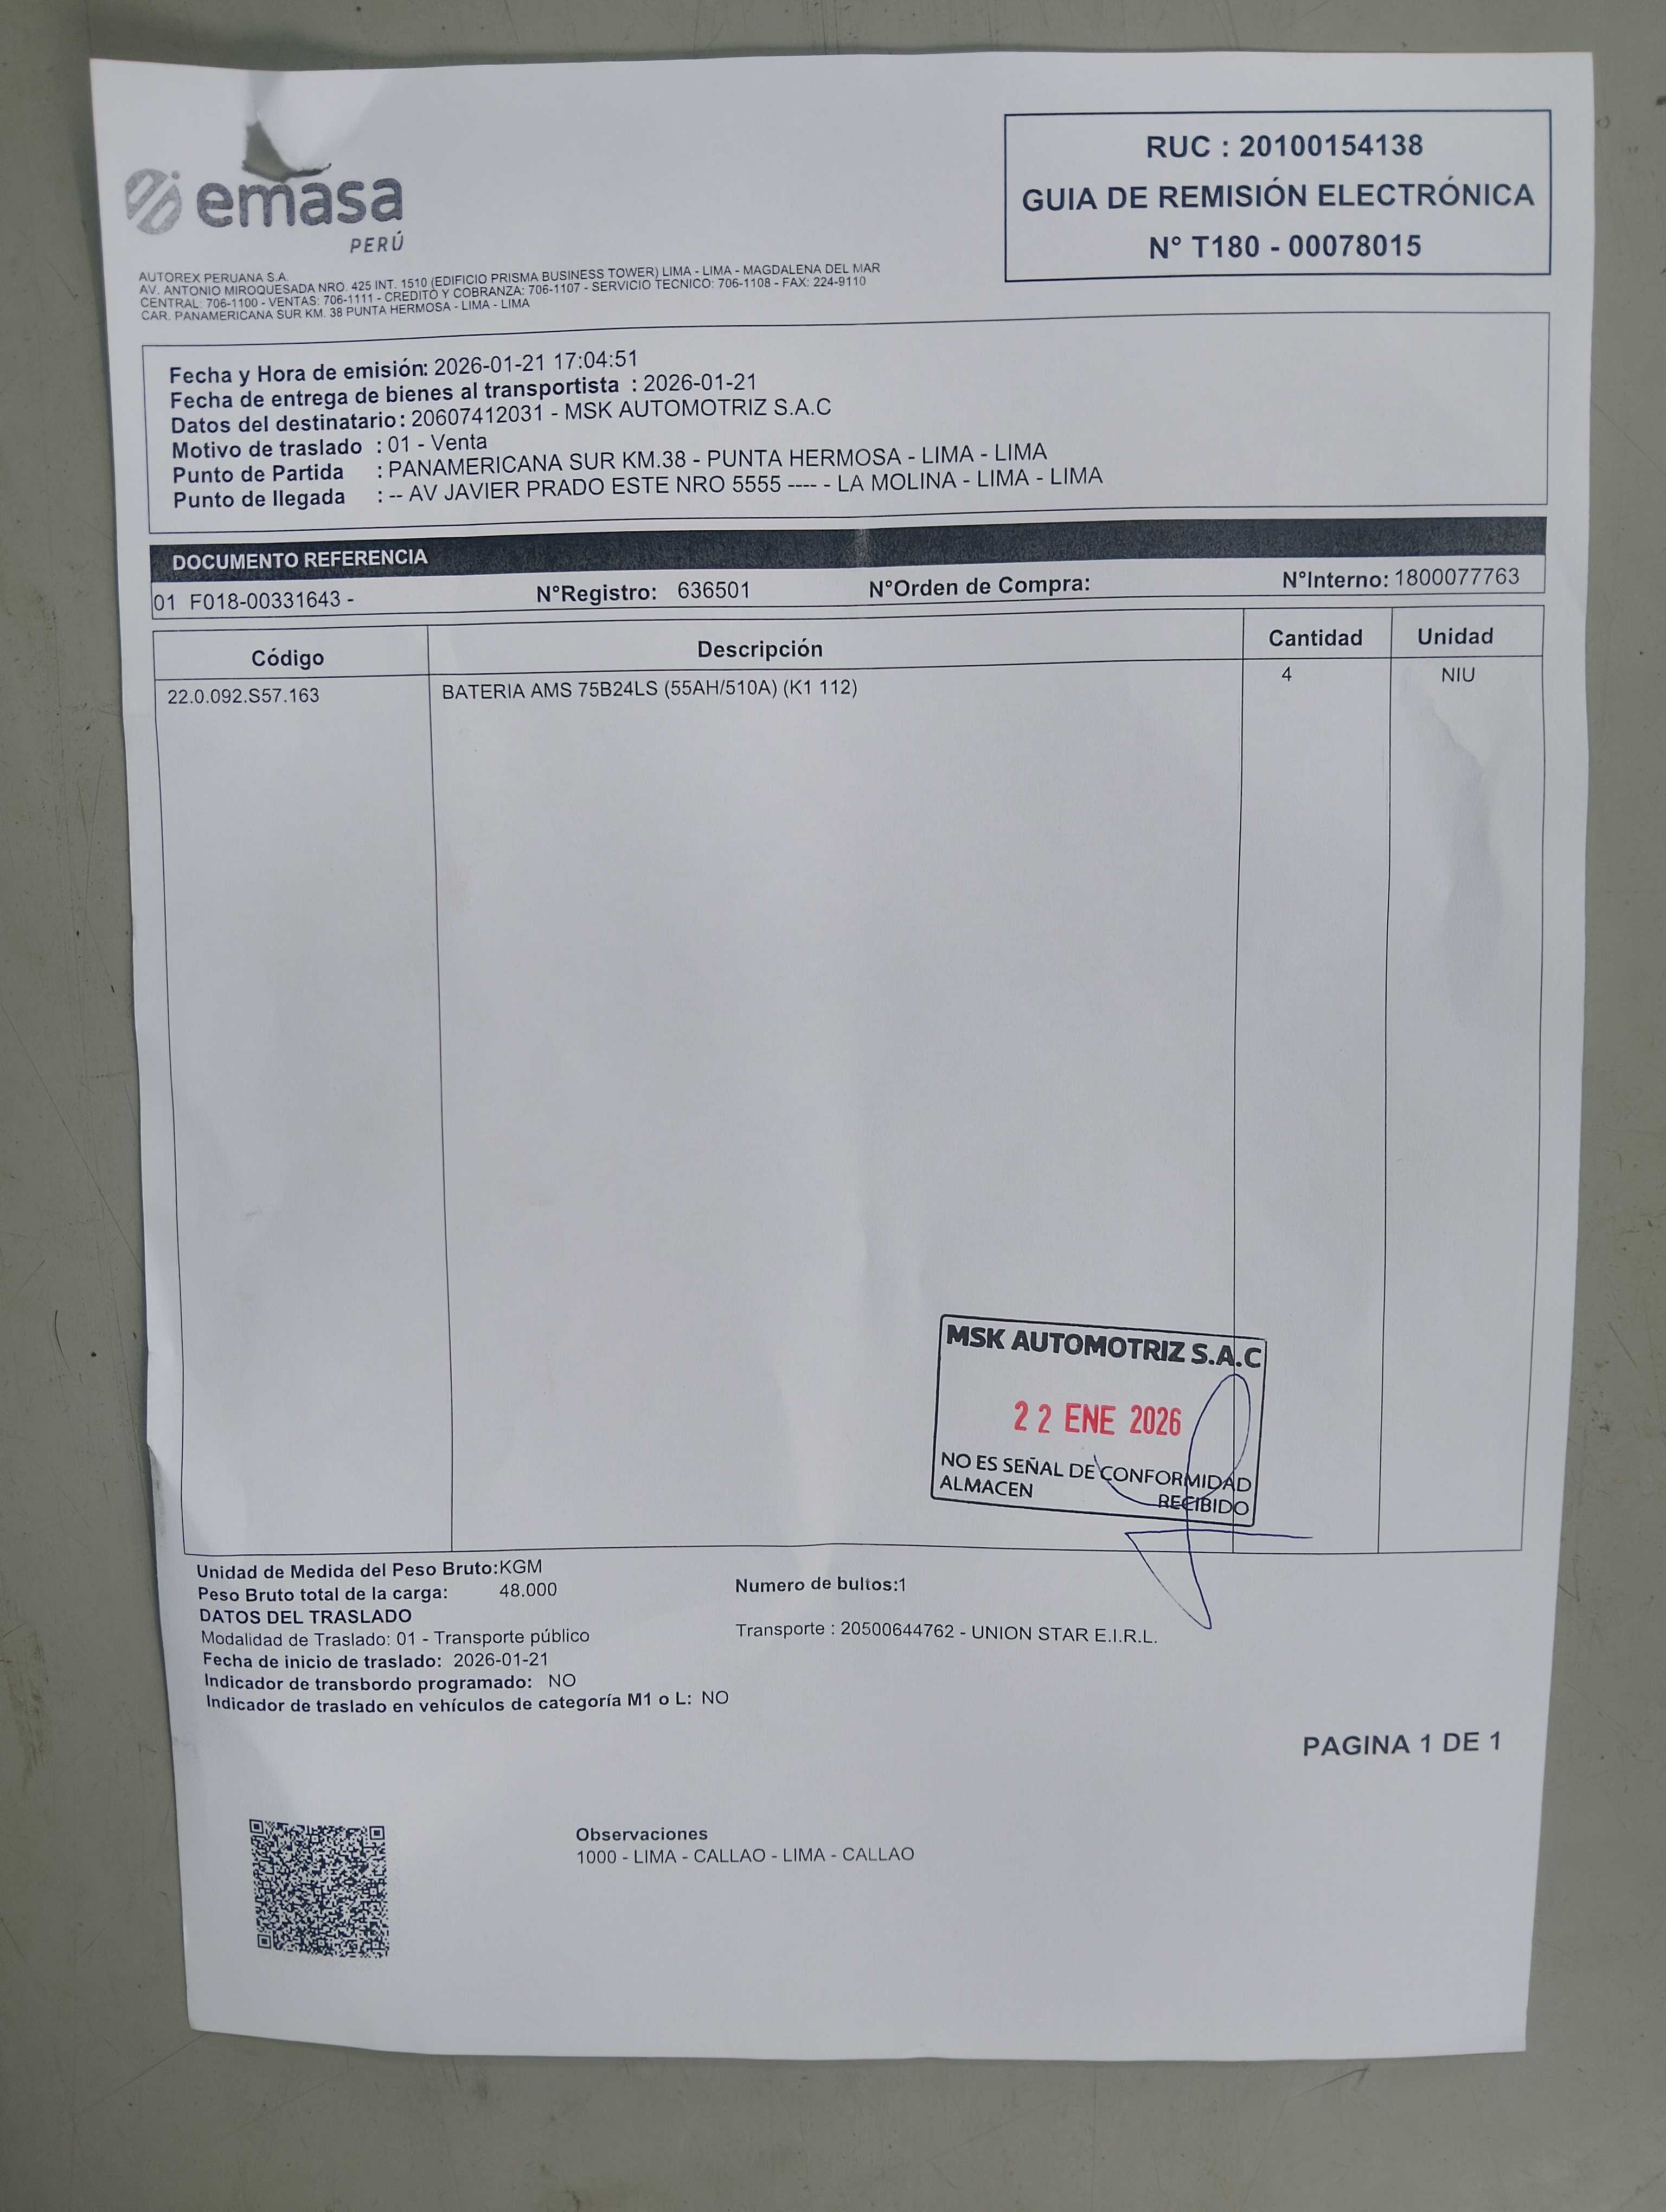 emasa
PERÚ
RUC : 20100154138
GUIA DE REMISIÓN ELECTRÓNICA
N° T180 - 00078015
AUTOREX PERUANA S.A.
AV. ANTONIO MIROQUESADA NRO. 425 INT. 1510 (EDIFICIO PRISMA BUSINESS TOWER) LIMA - LIMA - MAGDALENA DEL MAR
CENTRAL: 706-1100 - VENTAS: 706-1111 - CREDITO Y COBRANZA: 706-1107 - SERVICIO TECNICO: 706-1108 - FAX: 224-9110
CAR. PANAMERICANA SUR KM. 38 PUNTA HERMOSA - LIMA - LIMA
Fecha y Hora de emisión: 2026-01-21 17:04:51
Fecha de entrega de bienes al transportista : 2026-01-21
Datos del destinatario : 20607412031 - MSK AUTOMOTRIZ S.A.C
Motivo de traslado : 01 - Venta
Punto de Partida : PANAMERICANA SUR KM.38 - PUNTA HERMOSA - LIMA - LIMA
Punto de llegada : -- AV JAVIER PRADO ESTE NRO 5555 ---- - LA MOLINA - LIMA - LIMA
DOCUMENTO REFERENCIA
01 F018-00331643 - N°Registro: 636501 N°Orden de Compra: N°Interno: 1800077763
Código Descripción Cantidad Unidad
22.0.092.S57.163 BATERIA AMS 75B24LS (55AH/510A) (K1 112) 4 NIU
MSK AUTOMOTRIZ S.A.C
22 ENE 2026
NO ES SEÑAL DE CONFORMIDAD
ALMACEN RECIBIDO
Unidad de Medida del Peso Bruto:KGM
Peso Bruto total de la carga: 48.000 Numero de bultos:1
DATOS DEL TRASLADO
Modalidad de Traslado: 01 - Transporte público Transporte : 20500644762 - UNION STAR E.I.R.L.
Fecha de inicio de traslado: 2026-01-21
Indicador de transbordo programado: NO
Indicador de traslado en vehículos de categoría M1 o L: NO
PAGINA 1 DE 1
Observaciones
1000 - LIMA - CALLAO - LIMA - CALLAO